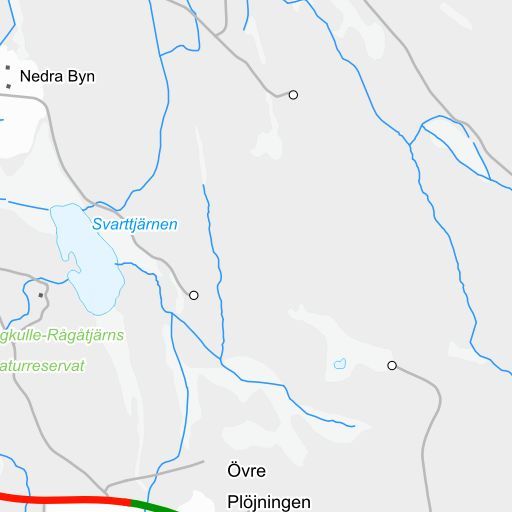 Nedra Byn
Svarttjärnen
gkulle-Rågåtjärns
aturreservat
Övre
Plöjningen